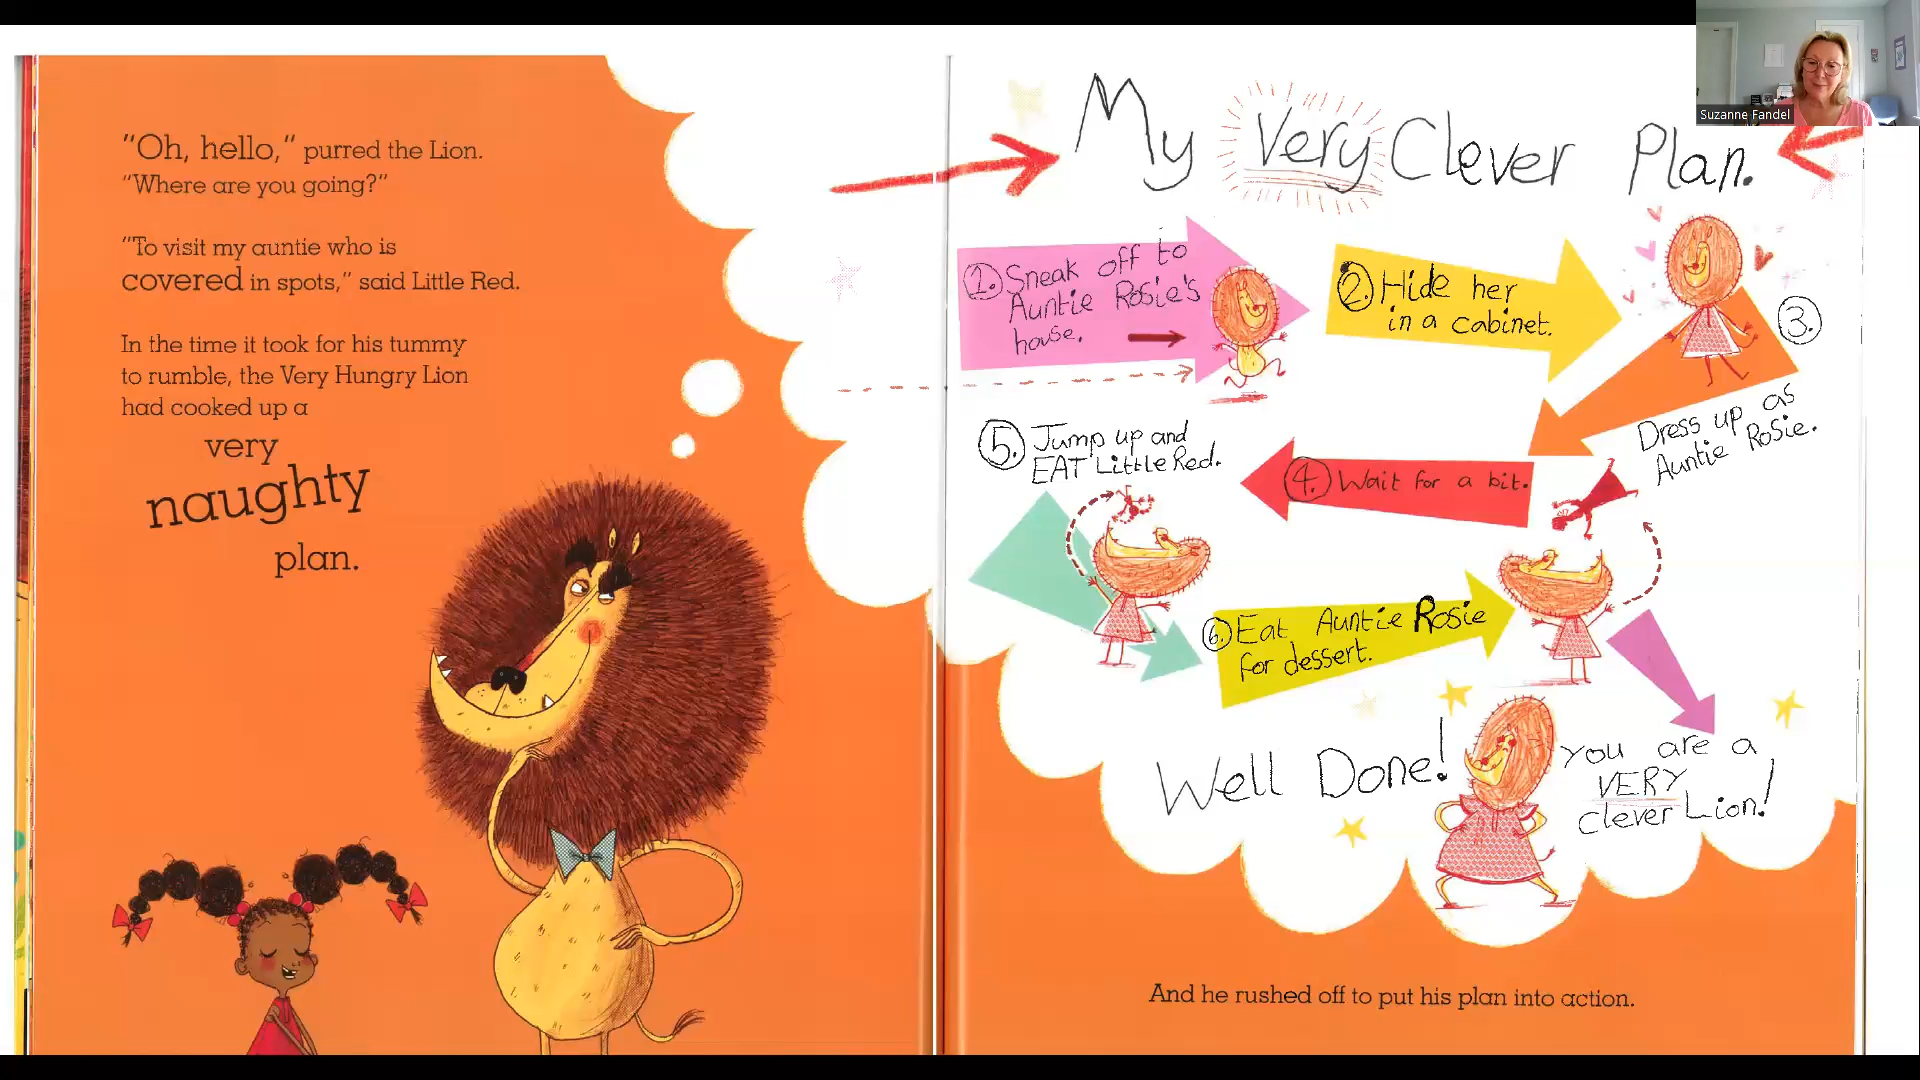 “Oh, hello,” purred the Lion.
“Where are you going?”
“To visit my auntie who is
covered in spots,” said Little Red.
In the time it took for his tummy
to rumble, the Very Hungry Lion
had cooked up a
very
naughty
plan.
My Very Clever Plan.
1. Sneak off to
Auntie Rosie's
house.
2. Hide her
in a cabinet.
3.
Dress up as
Auntie Rosie.
4. Wait for a bit.
5. Jump up and
EAT Little Red.
6. Eat Auntie Rosie
for dessert.
Well Done!
You are a
VERY
clever Lion!
And he rushed off to put his plan into action.
Suzanne Fandel